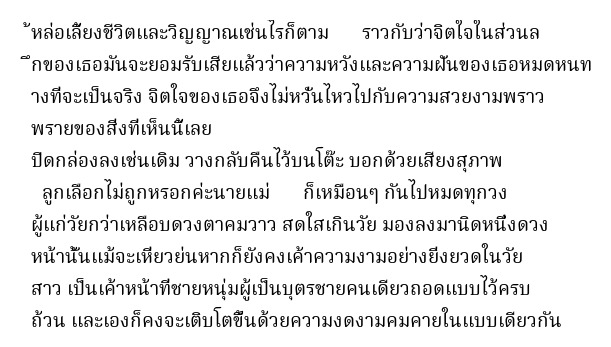 ้หล่อเลี้ยงชีวิตและวิญญาณเช่นไรก็ตาม ราวกับว่าจิตใจในส่วนล
ึกของเธอมันจะยอมรับเสียแล้วว่าความหวังและความฝันของเธอหมดหนท
างที่จะเป็นจริง จิตใจของเธอจึงไม่หวั่นไหวไปกับความสวยงามพราว
พรายของสิ่งที่เห็นนี้เลย
ปิดกล่องลงเช่นเดิม วางกลับคืนไว้บนโต๊ะ บอกด้วยเสียงสุภาพ
ลูกเลือกไม่ถูกหรอกค่ะนายแม่ ก็เหมือนๆ กันไปหมดทุกวง
ผู้แก่วัยกว่าเหลือบดวงตาคมวาว สดใสเกินวัย มองลงมานิดหนึ่งดวง
หน้านั้นแม้จะเหี่ยวย่นหากก็ยังคงเค้าความงามอย่างยิ่งยวดในวัย
สาว เป็นเค้าหน้าที่ชายหนุ่มผู้เป็นบุตรชายคนเดียวถอดแบบไว้ครบ
ถ้วน และเองก็คงจะเติบโตขึ้นด้วยความงดงามคมคายในแบบเดียวกัน